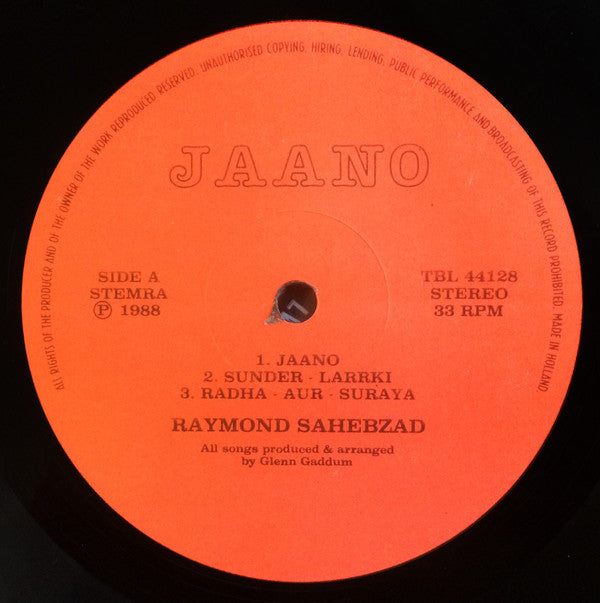 ALL RIGHTS OF THE PRODUCER AND OF THE OWNER OF THE WORK REPRODUCED RESERVED. UNAUTHORISED COPYING, HIRING, LENDING, PUBLIC PERFORMANCE AND BROADCASTING OF THIS RECORD PROHIBITED. MADE IN HOLLAND.
JAANO
SIDE A
STEMRA
Ⓟ 1988
TBL 44128
STEREO
33 RPM
1. JAANO
2. SUNDER - LARRKI
3. RADHA - AUR - SURAYA
RAYMOND SAHEBZAD
All songs produced & arranged
by Glenn Gaddum